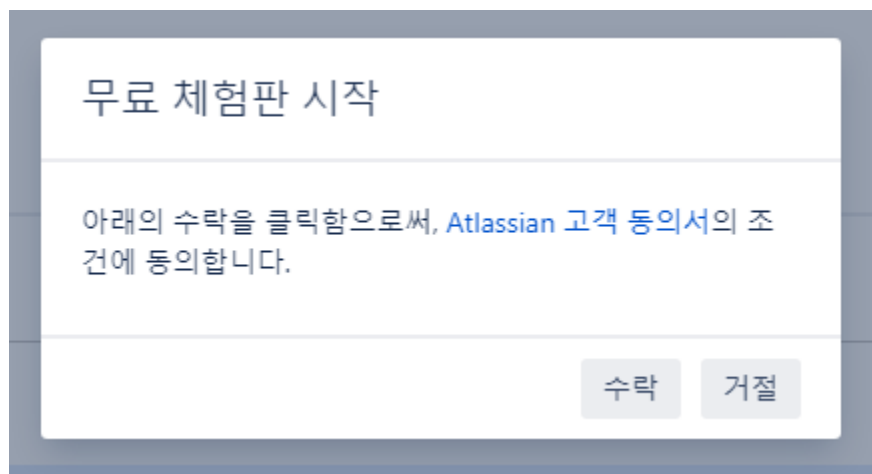 무료 체험판 시작
아래의 수락을 클릭함으로써, Atlassian 고객 동의서의 조
건에 동의합니다.
수락 거절